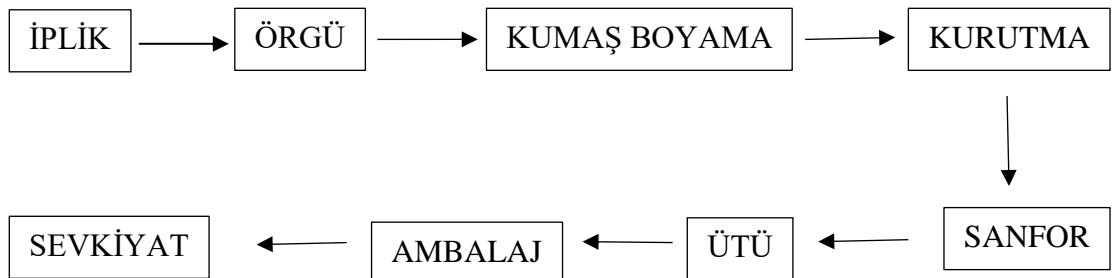 İPLİK
ÖRGÜ
KUMAŞ BOYAMA
KURUTMA
SANFOR
ÜTÜ
AMBALAJ
SEVKİYAT